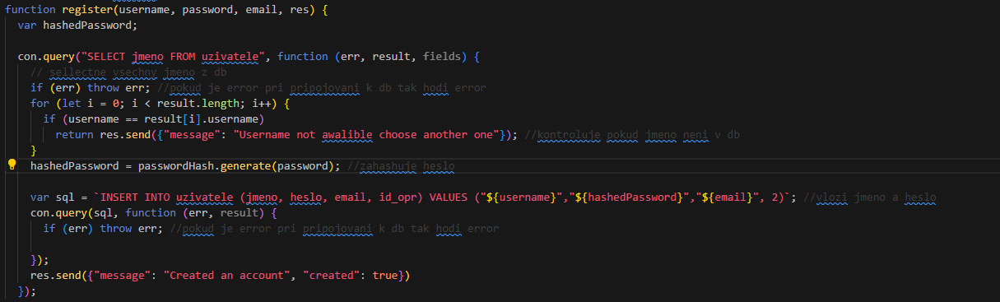 function register(username, password, email, res) {
var hashedPassword;
con.query("SELECT jmeno FROM uzivatele", function (err, result, fields) {
// sellectne vsechny jmeno z db
if (err) throw err; //pokud je error pri pripojovani k db tak hodi error
for (let i = 0; i < result.length; i++) {
if (username == result[i].username)
return res.send({"message": "Username not awalible choose another one"}); //kontroluje pokud jmeno neni v db
}
hashedPassword = passwordHash.generate(password); //zahashuje heslo
var sql = `INSERT INTO uzivatele (jmeno, heslo, email, id_opr) VALUES ("${username}","${hashedPassword}","${email}", 2)`; //vlozi jmeno a heslo
con.query(sql, function (err, result) {
if (err) throw err; //pokud je error pri pripojovani k db tak hodi error
});
res.send({"message": "Created an account", "created": true})
});